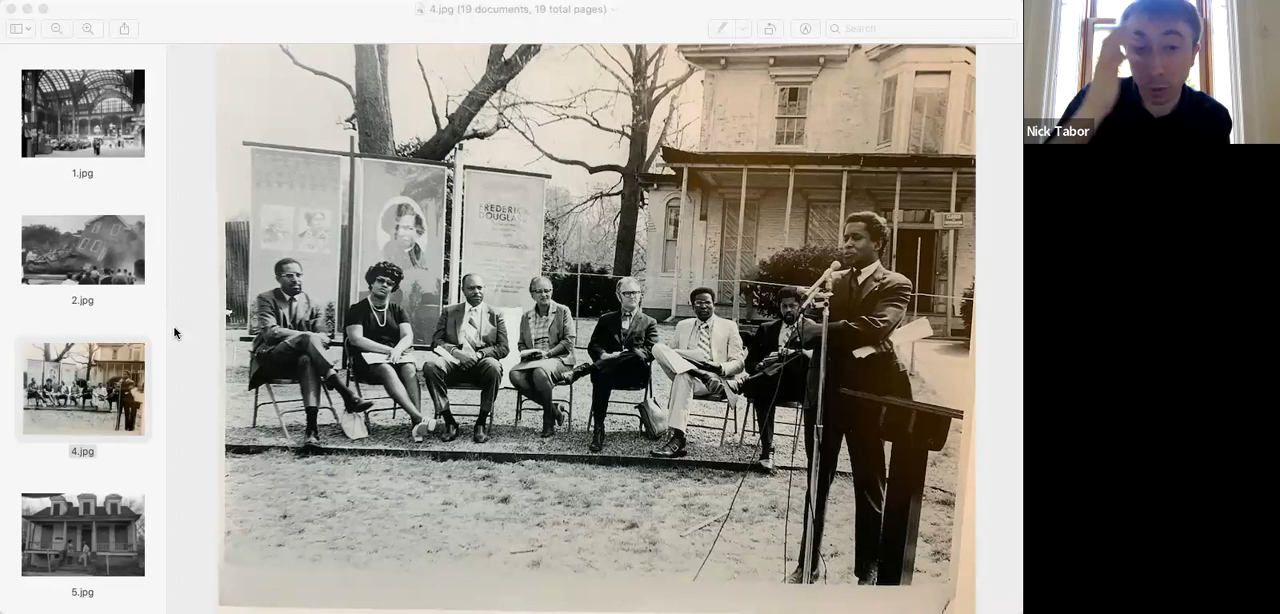 4.jpg (19 documents, 19 total pages)
Search
1.jpg
2.jpg
4.jpg
5.jpg
FREDERICK
DOUGLASS
Nick Tabor